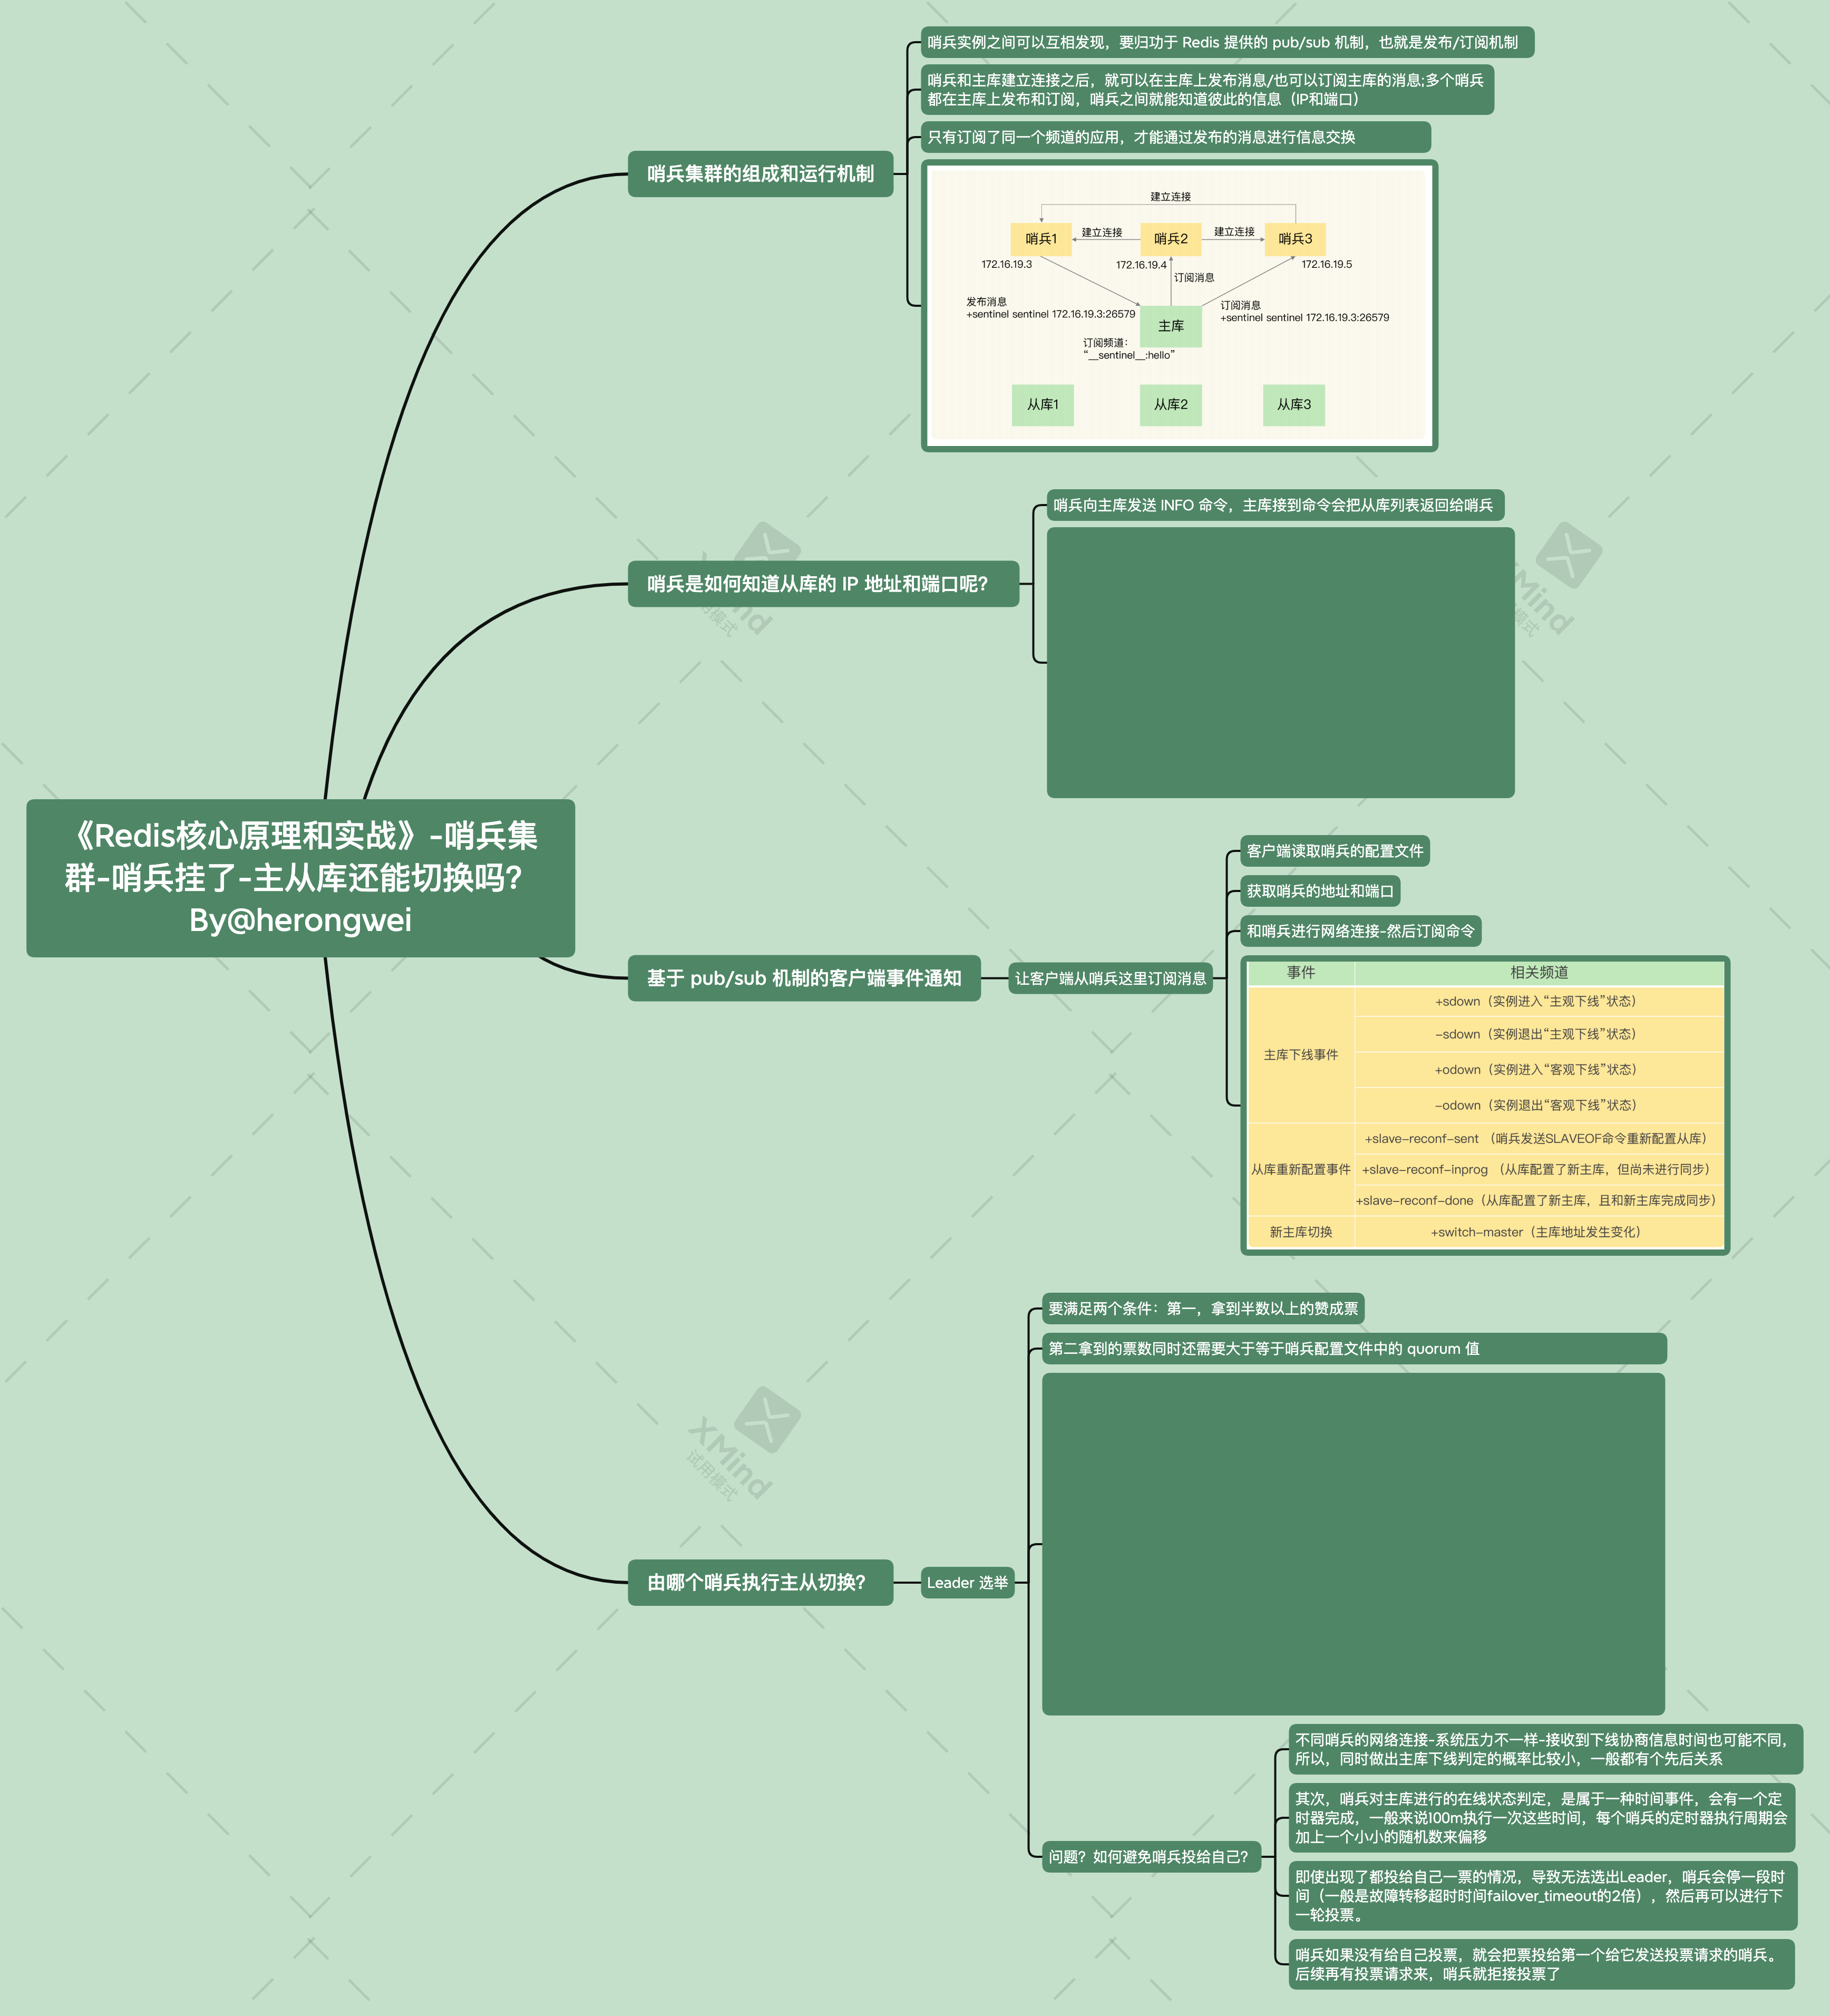 《Redis核心原理和实战》-哨兵集
群-哨兵挂了-主从库还能切换吗？
By@herongwei
哨兵集群的组成和运行机制
哨兵实例之间可以互相发现，要归功于 Redis 提供的 pub/sub 机制，也就是发布/订阅机制
哨兵和主库建立连接之后，就可以在主库上发布消息/也可以订阅主库的消息;多个哨兵
都在主库上发布和订阅，哨兵之间就能知道彼此的信息（IP和端口）
只有订阅了同一个频道的应用，才能通过发布的消息进行信息交换
建立连接
哨兵1
建立连接
哨兵2
建立连接
哨兵3
172.16.19.3
172.16.19.4
172.16.19.5
订阅消息
发布消息
+sentinel sentinel 172.16.19.3:26579
订阅消息
+sentinel sentinel 172.16.19.3:26579
主库
订阅频道：
“__sentinel__:hello”
从库1
从库2
从库3
哨兵是如何知道从库的 IP 地址和端口呢？
哨兵向主库发送 INFO 命令，主库接到命令会把从库列表返回给哨兵
基于 pub/sub 机制的客户端事件通知
让客户端从哨兵这里订阅消息
客户端读取哨兵的配置文件
获取哨兵的地址和端口
和哨兵进行网络连接-然后订阅命令
事件
相关频道
主库下线事件
+sdown（实例进入“主观下线”状态）
-sdown（实例退出“主观下线”状态）
+odown（实例进入“客观下线”状态）
-odown（实例退出“客观下线”状态）
从库重新配置事件
+slave-reconf-sent （哨兵发送SLAVEOF命令重新配置从库）
+slave-reconf-inprog （从库配置了新主库，但尚未进行同步）
+slave-reconf-done（从库配置了新主库，且和新主库完成同步）
新主库切换
+switch-master（主库地址发生变化）
由哪个哨兵执行主从切换？
Leader 选举
要满足两个条件：第一，拿到半数以上的赞成票
第二拿到的票数同时还需要大于等于哨兵配置文件中的 quorum 值
问题？如何避免哨兵投给自己？
不同哨兵的网络连接-系统压力不一样-接收到下线协商信息时间也可能不同，
所以，同时做出主库下线判定的概率比较小，一般都有个先后关系
其次，哨兵对主库进行的在线状态判定，是属于一种时间事件，会有一个定
时器完成，一般来说100m执行一次这些时间，每个哨兵的定时器执行周期会
加上一个小小的随机数来偏移
即使出现了都投给自己一票的情况，导致无法选出Leader，哨兵会停一段时
间（一般是故障转移超时时间failover_timeout的2倍），然后再可以进行下
一轮投票。
哨兵如果没有给自己投票，就会把票投给第一个给它发送投票请求的哨兵。
后续再有投票请求来，哨兵就拒接投票了
XMind
试用模式